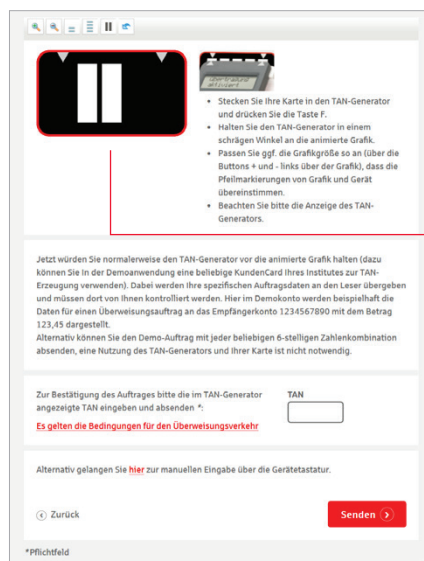 Übertragung
aktiviert
• Stecken Sie Ihre Karte in den TAN-Generator
und drücken Sie die Taste F.
• Halten Sie den TAN-Generator in einem
schrägen Winkel an die animierte Grafik.
• Passen Sie ggf. die Grafikgröße so an (über die
Buttons + und - links über der Grafik), dass die
Pfeilmarkierungen von Grafik und Gerät
übereinstimmen.
• Beachten Sie bitte die Anzeige des TAN-
Generators.
Jetzt würden Sie normalerweise den TAN-Generator vor die animierte Grafik halten (dazu
können Sie In der Demoanwendung eine beliebige KundenCard Ihres Institutes zur TAN-
Erzeugung verwenden). Dabei werden Ihre spezifischen Auftragsdaten an den Leser übergeben
und müssen dort von Ihnen kontrolliert werden. Hier im Demokonto werden beispielhaft die
Daten für einen Überweisungsauftrag an das Empfängerkonto 1234567890 mit dem Betrag
123,45 dargestellt.
Alternativ können Sie den Demo-Auftrag mit jeder beliebigen 6-stelligen Zahlenkombination
absenden, eine Nutzung des TAN-Generators und Ihrer Karte ist nicht notwendig.
Zur Bestätigung des Auftrages bitte die im TAN-Generator
angezeigte TAN eingeben und absenden *:
TAN
Es gelten die Bedingungen für den Überweisungsverkehr
Alternativ gelangen Sie hier zur manuellen Eingabe über die Gerätetastatur.
Zurück
Senden
*Pflichtfeld